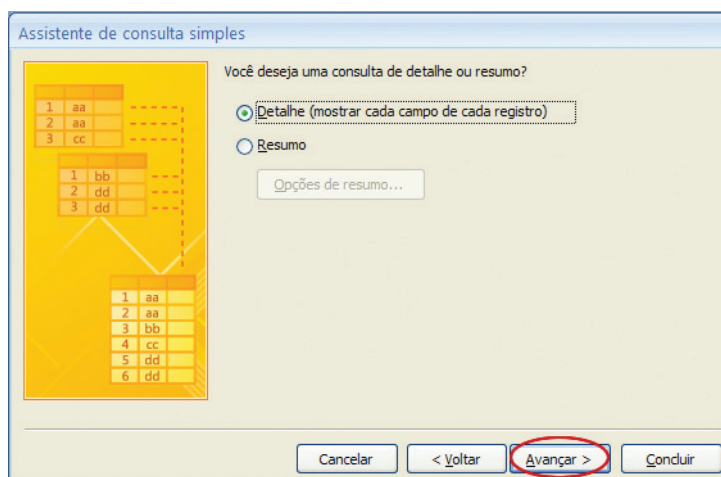 Assistente de consulta simples
Você deseja uma consulta de detalhe ou resumo?
Detalhe (mostrar cada campo de cada registro)
Resumo
Opções de resumo...
1 aa
2 aa
3 cc
1 bb
2 dd
3 dd
1 aa
2 aa
3 bb
4 cc
5 dd
6 dd
Cancelar < Voltar Avançar > Concluir